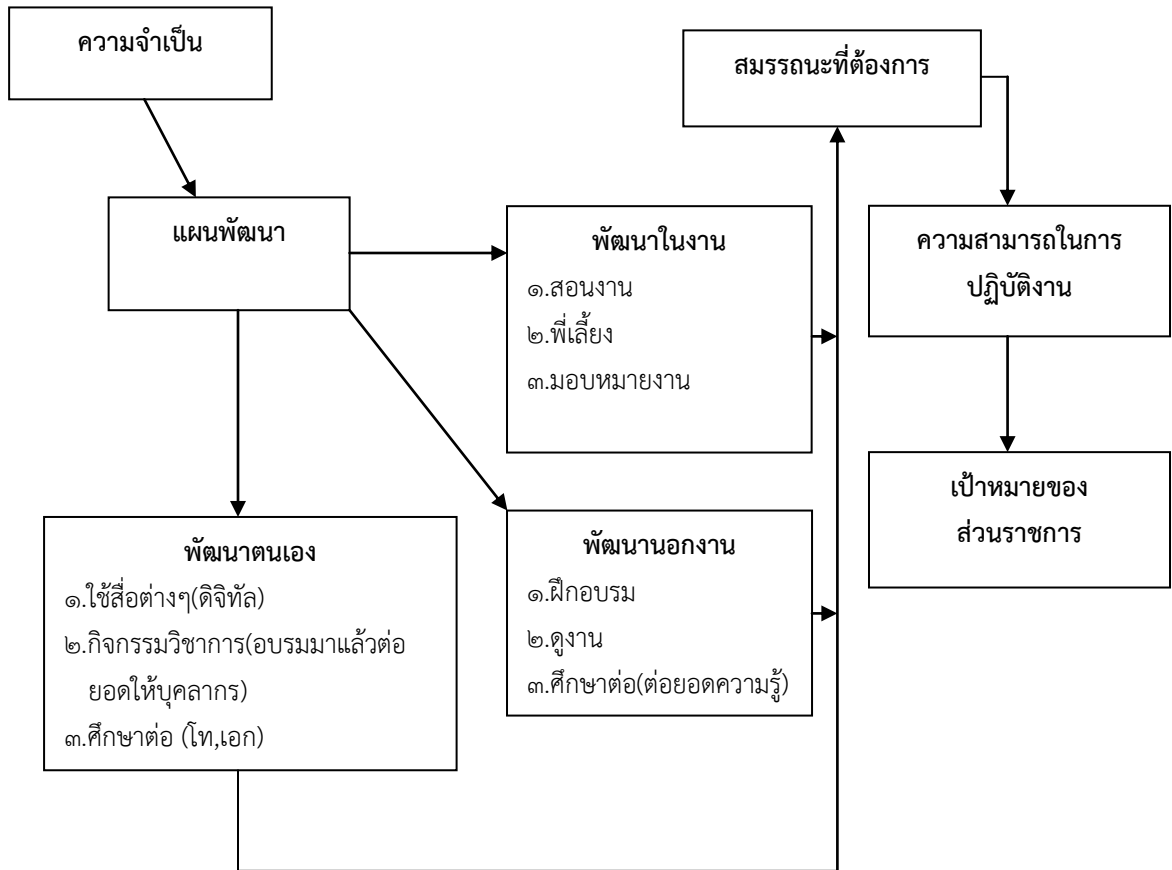 ความจำเป็น
สมรรถนะที่ต้องการ
แผนพัฒนา
พัฒนาในงาน
๑.สอนงาน
๒.พี่เลี้ยง
๓.มอบหมายงาน
ความสามารถในการ
ปฏิบัติงาน
พัฒนาตนเอง
๑.ใช้สื่อต่างๆ(ดิจิทัล)
๒.กิจกรรมวิชาการ(อบรมมาแล้วต่อ
ยอดให้บุคลากร)
๓.ศึกษาต่อ (โท,เอก)
พัฒนานอกงาน
๑.ฝึกอบรม
๒.ดูงาน
๓.ศึกษาต่อ(ต่อยอดความรู้)
เป้าหมายของ
ส่วนราชการ